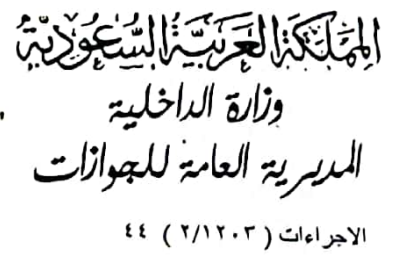 المملكة العربية السعودية
وزارة الداخلية
المديرية العامة للجوازات
الاجراءات ( ٢/١٢٠٣ ) ٤٤